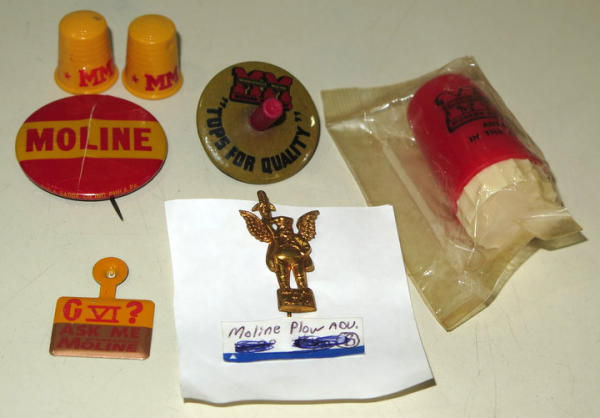 MM
MM
MOLINE
MM
"TOPS FOR QUALITY"
G VI ?
ASK ME
MOLINE
Moline Plow ADV.